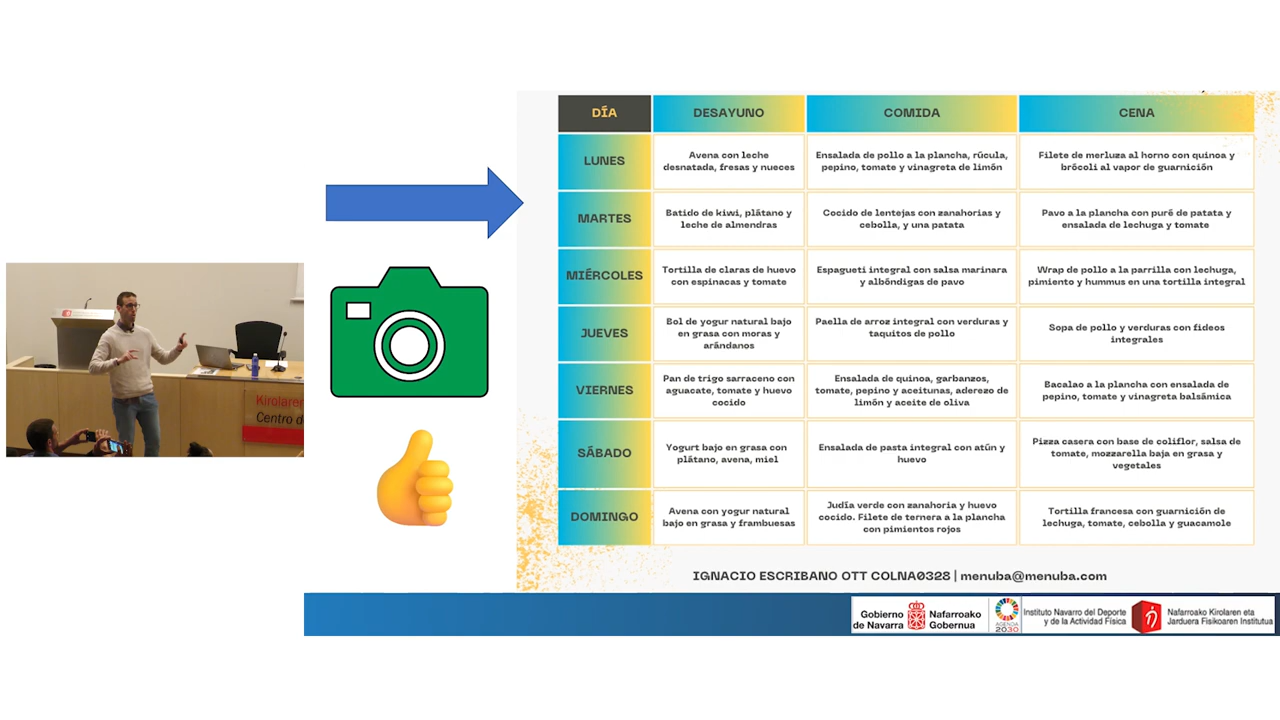 DÍA
DESAYUNO
COMIDA
CENA
LUNES
Avena con leche
desnatada, fresas y nueces
Ensalada de pollo a la plancha, rúcula,
pepino, tomate y vinagreta de limón
Filete de merluza al horno con quinoa y
brócoli al vapor de guarnición
MARTES
Batido de kiwi, plátano y
leche de almendras
Cocido de lentejas con zanahorias y
cebolla, y una patata
Pavo a la plancha con puré de patata y
ensalada de lechuga y tomate
MIÉRCOLES
Tortilla de claras de huevo
con espinacas y tomate
Espagueti integral con salsa marinara
y albóndigas de pavo
Wrap de pollo a la parrilla con lechuga,
pimiento y hummus en una tortilla integral
JUEVES
Bol de yogur natural bajo
en grasa con moras y
arándanos
Paella de arroz integral con verduras y
taquitos de pollo
Sopa de pollo y verduras con fideos
integrales
VIERNES
Pan de trigo sarraceno con
aguacate, tomate y huevo
cocido
Ensalada de quinoa, garbanzos,
tomate, pepino y aceitunas, aderezo de
limón y aceite de oliva
Bacalao a la plancha con ensalada de
pepino, tomate y vinagreta balsámica
SÁBADO
Yogurt bajo en grasa con
plátano, avena, miel
Ensalada de pasta integral con atún y
huevo
Pizza casera con base de coliflor, salsa de
tomate, mozzarella baja en grasa y
vegetales
DOMINGO
Avena con yogur natural
bajo en grasa y frambuesas
Judía verde con zanahoria y huevo
cocido. Filete de ternera a la plancha
con pimientos rojos
Tortilla francesa con guarnición de
lechuga, tomate, cebolla y guacamole
IGNACIO ESCRIBANO OTT COLNA0328 | menuba@menuba.com
Kirolaren
Centro de
Gobierno
de Navarra
Nafarroako
Gobernua
AGENDA
2030
Instituto Navarro del Deporte
y de la Actividad Física
Nafarroako Kirolaren eta
Jarduera Fisikoaren Institutua